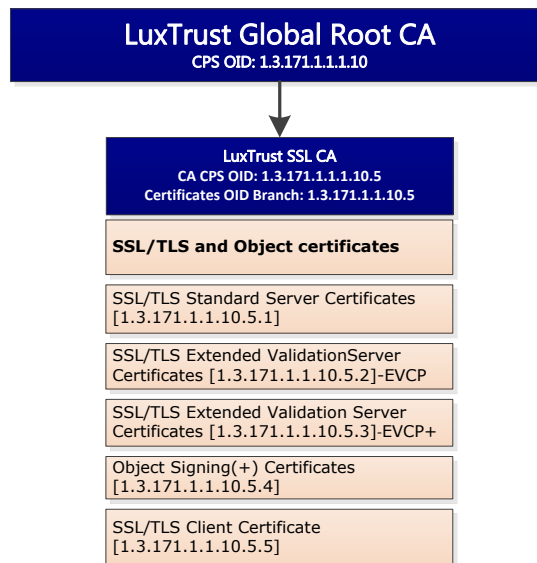 LuxTrust Global Root CA
CPS OID: 1.3.171.1.1.1.10
LuxTrust SSL CA
CA CPS OID: 1.3.171.1.1.1.10.5
Certificates OID Branch: 1.3.171.1.1.10.5
SSL/TLS and Object certificates
SSL/TLS Standard Server Certificates
[1.3.171.1.1.10.5.1]
SSL/TLS Extended ValidationServer
Certificates [1.3.171.1.1.10.5.2]-EVCP
SSL/TLS Extended Validation Server
Certificates [1.3.171.1.1.10.5.3]-EVCP+
Object Signing(+) Certificates
[1.3.171.1.1.10.5.4]
SSL/TLS Client Certificate
[1.3.171.1.1.10.5.5]